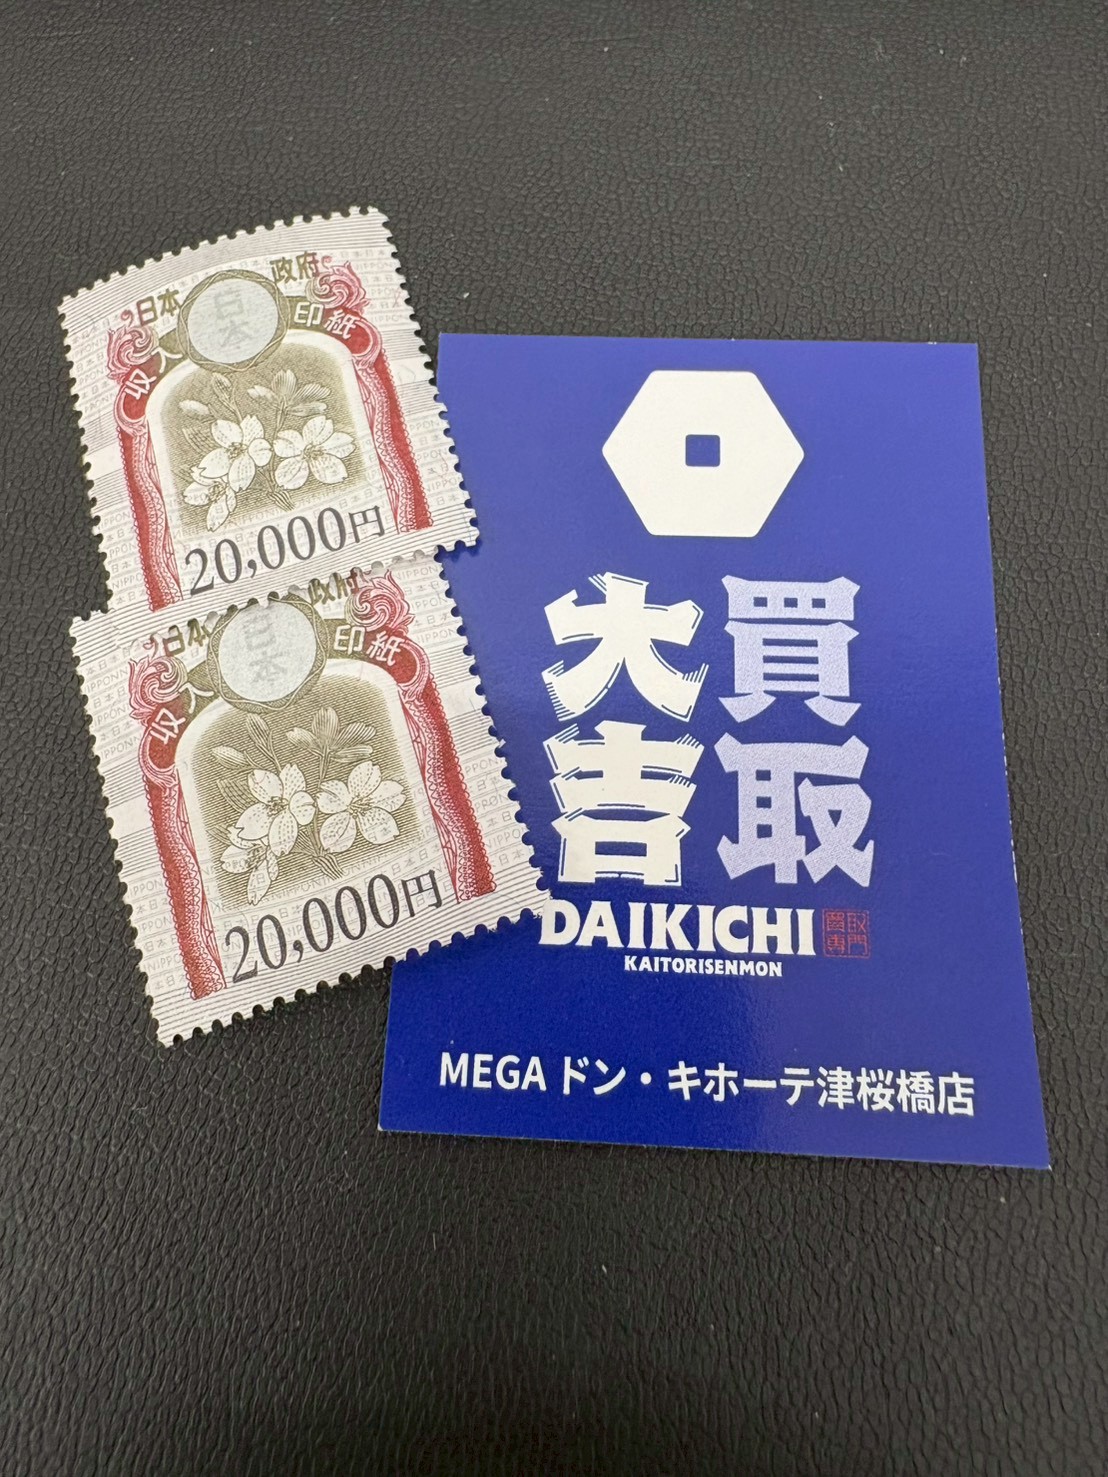 日本政府
日本
収入印紙
20,000円
日本政府
日本
収入印紙
20,000円
買取
大吉
DAIKICHI
買取専門
KAITORISENMON
MEGA ドン・キホーテ津桜橋店